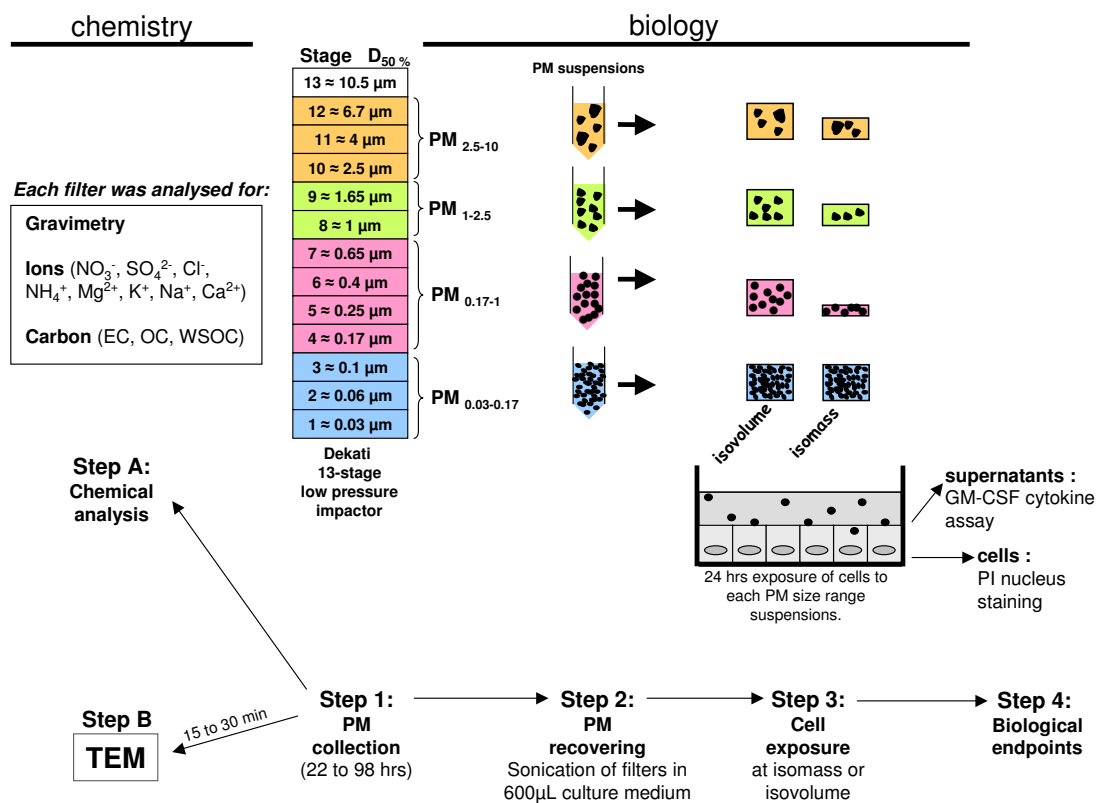 chemistry
biology
Stage D50 %
13 ≈ 10.5 µm
12 ≈ 6.7 µm
11 ≈ 4 µm
10 ≈ 2.5 µm
9 ≈ 1.65 µm
8 ≈ 1 µm
7 ≈ 0.65 µm
6 ≈ 0.4 µm
5 ≈ 0.25 µm
4 ≈ 0.17 µm
3 ≈ 0.1 µm
2 ≈ 0.06 µm
1 ≈ 0.03 µm
Dekati
13-stage
low pressure
impactor
PM 2.5-10
PM 1-2.5
PM 0.17-1
PM 0.03-0.17
PM suspensions
isovolume
isomass
Each filter was analysed for:
Gravimetry
Ions (NO3-, SO4 2-, Cl-,
NH4+, Mg2+, K+, Na+, Ca2+)
Carbon (EC, OC, WSOC)
supernatants :
GM-CSF cytokine
assay
cells :
PI nucleus
staining
24 hrs exposure of cells to
each PM size range
suspensions.
Step A:
Chemical
analysis
Step B
TEM
15 to 30 min
Step 1:
PM
collection
(22 to 98 hrs)
Step 2:
PM
recovering
Sonication of filters in
600µL culture medium
Step 3:
Cell
exposure
at isomass or
isovolume
Step 4:
Biological
endpoints